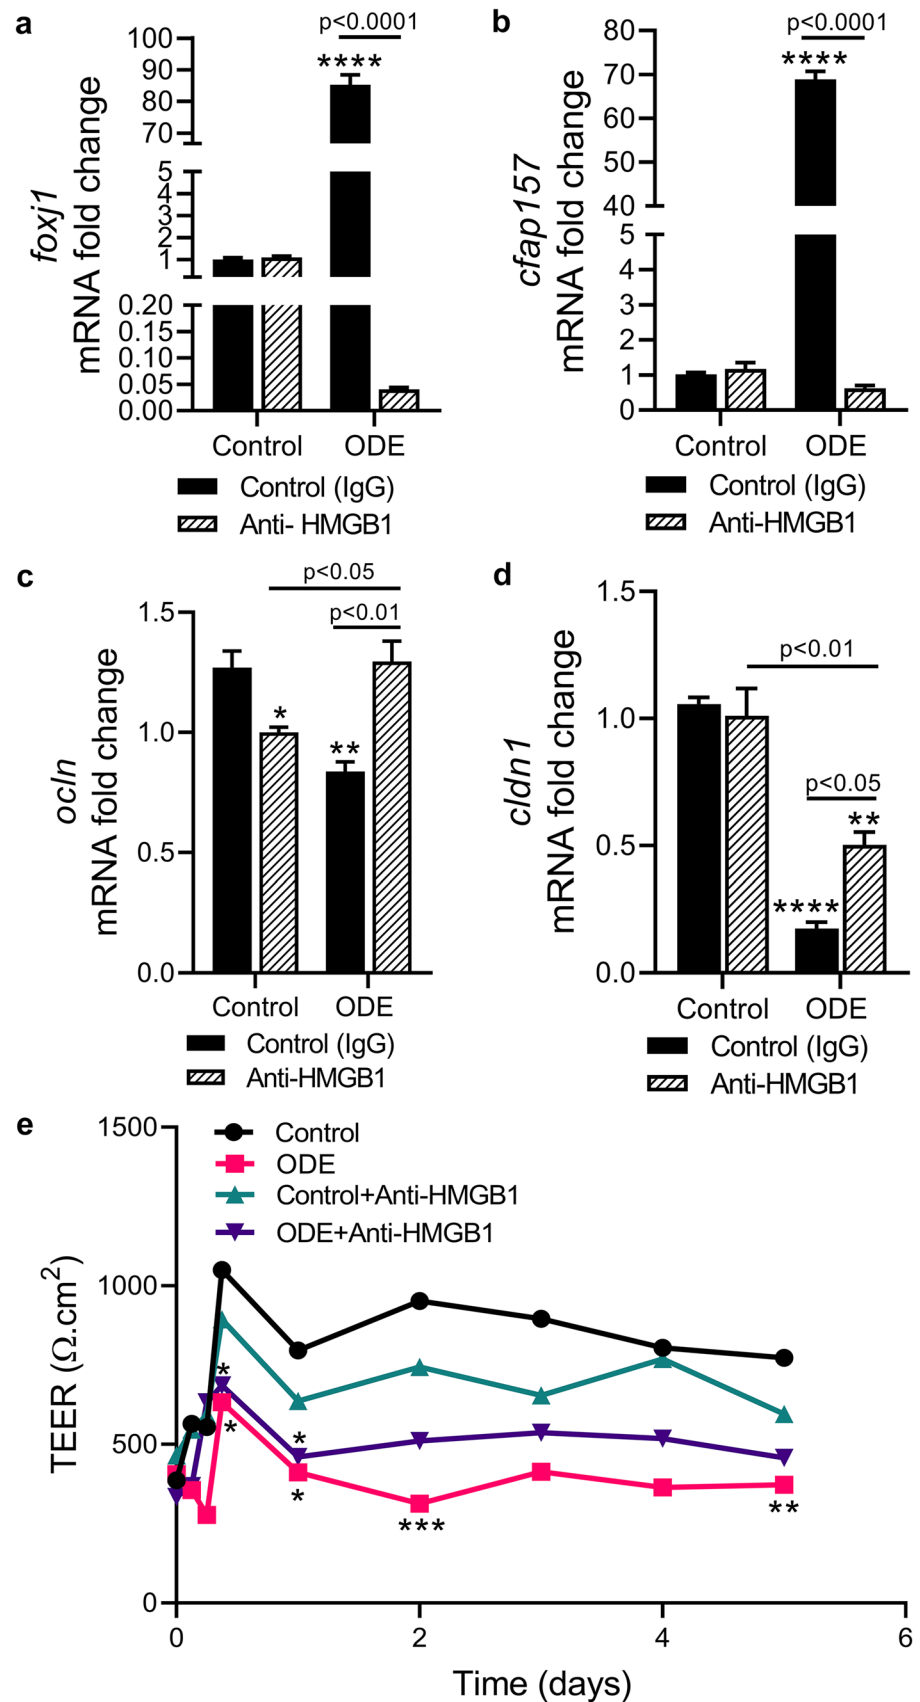 a
p<0.0001
****
100
90
80
70
5
4
3
2
1
0.20
0.15
0.10
0.05
0.00
foxj1
mRNA fold change
Control
ODE
Control (IgG)
Anti- HMGB1
b
p<0.0001
****
80
70
60
50
40
5
4
3
2
1
0
cfap157
mRNA fold change
Control
ODE
Control (IgG)
Anti-HMGB1
c
p<0.05
p<0.01
*
**
1.5
1.0
0.5
0.0
ocln
mRNA fold change
Control
ODE
Control (IgG)
Anti-HMGB1
d
p<0.01
p<0.05
**
****
1.5
1.0
0.5
0.0
cldn1
mRNA fold change
Control
ODE
Control (IgG)
Anti-HMGB1
e
Control
ODE
Control+Anti-HMGB1
ODE+Anti-HMGB1
1500
1000
500
0
TEER (Ω.cm²)
*
*
*
*
***
**
0
2
4
6
Time (days)